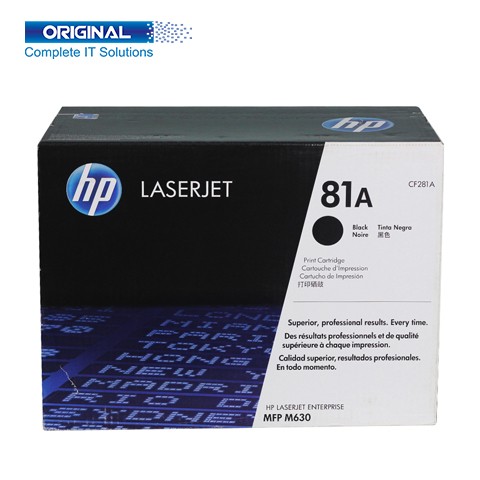 ORIGINAL
Complete IT Solutions
hp
hp
LASERJET
81A
CF281A
Black Tinta Negra
Noire 黑色
Print Cartridge
Cartouche d'Impression
Cartucho de Impresión
打印硒鼓
Superior, professional results. Every time.
Des résultats professionnels et de qualité
supérieure à chaque impression.
Calidad superior, resultados profesionales.
En todo momento.
HP LASERJET ENTERPRISE
MFP M630